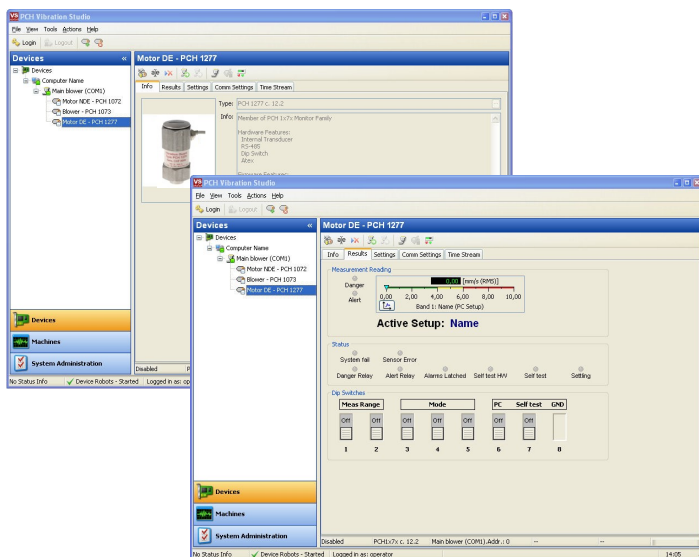 PCH Vibration Studio
File View Tools Actions Help
Login Logout
Devices «
Motor DE - PCH 1277
Devices
Computer Name
Main blower (COM1)
Motor NDE - PCH 1072
Blower - PCH 1073
Motor DE - PCH 1277
Info Results Settings Comm Settings Time Stream
Type: PCH 1277 c. 12.2
Info: Member of PCH 1x7x Monitor Family
Hardware Features:
Internal Transducer
RS-485
Dip Switch
Atex
Devices
Machines
System Administration
Disabled
No Status Info Device Robots - Started Logged in as: op
PCH Vibration Studio
File View Tools Actions Help
Login Logout
Devices «
Motor DE - PCH 1277
Devices
Computer Name
Main blower (COM1)
Motor NDE - PCH 1072
Blower - PCH 1073
Motor DE - PCH 1277
Info Results Settings Comm Settings Time Stream
Measurement Reading
Danger
Alert
0,00 [mm/s (RMS)]
0,00 2,00 4,00 6,00 8,00 10,00
Band 1: Name (PC Setup)
Active Setup: Name
Status
System fail Sensor Error
Danger Relay Alert Relay Alarms Latched Self test HW Self test Settling
Dip Switches
Meas Range Mode PC Self test GND
Off Off Off Off Off Off Off
1 2 3 4 5 6 7 8
Devices
Machines
System Administration
Disabled PCH1x7x c. 12.2 Main blower (COM1).Addr.: 0 -- --
No Status Info Device Robots - Started Logged in as: operator 14:05